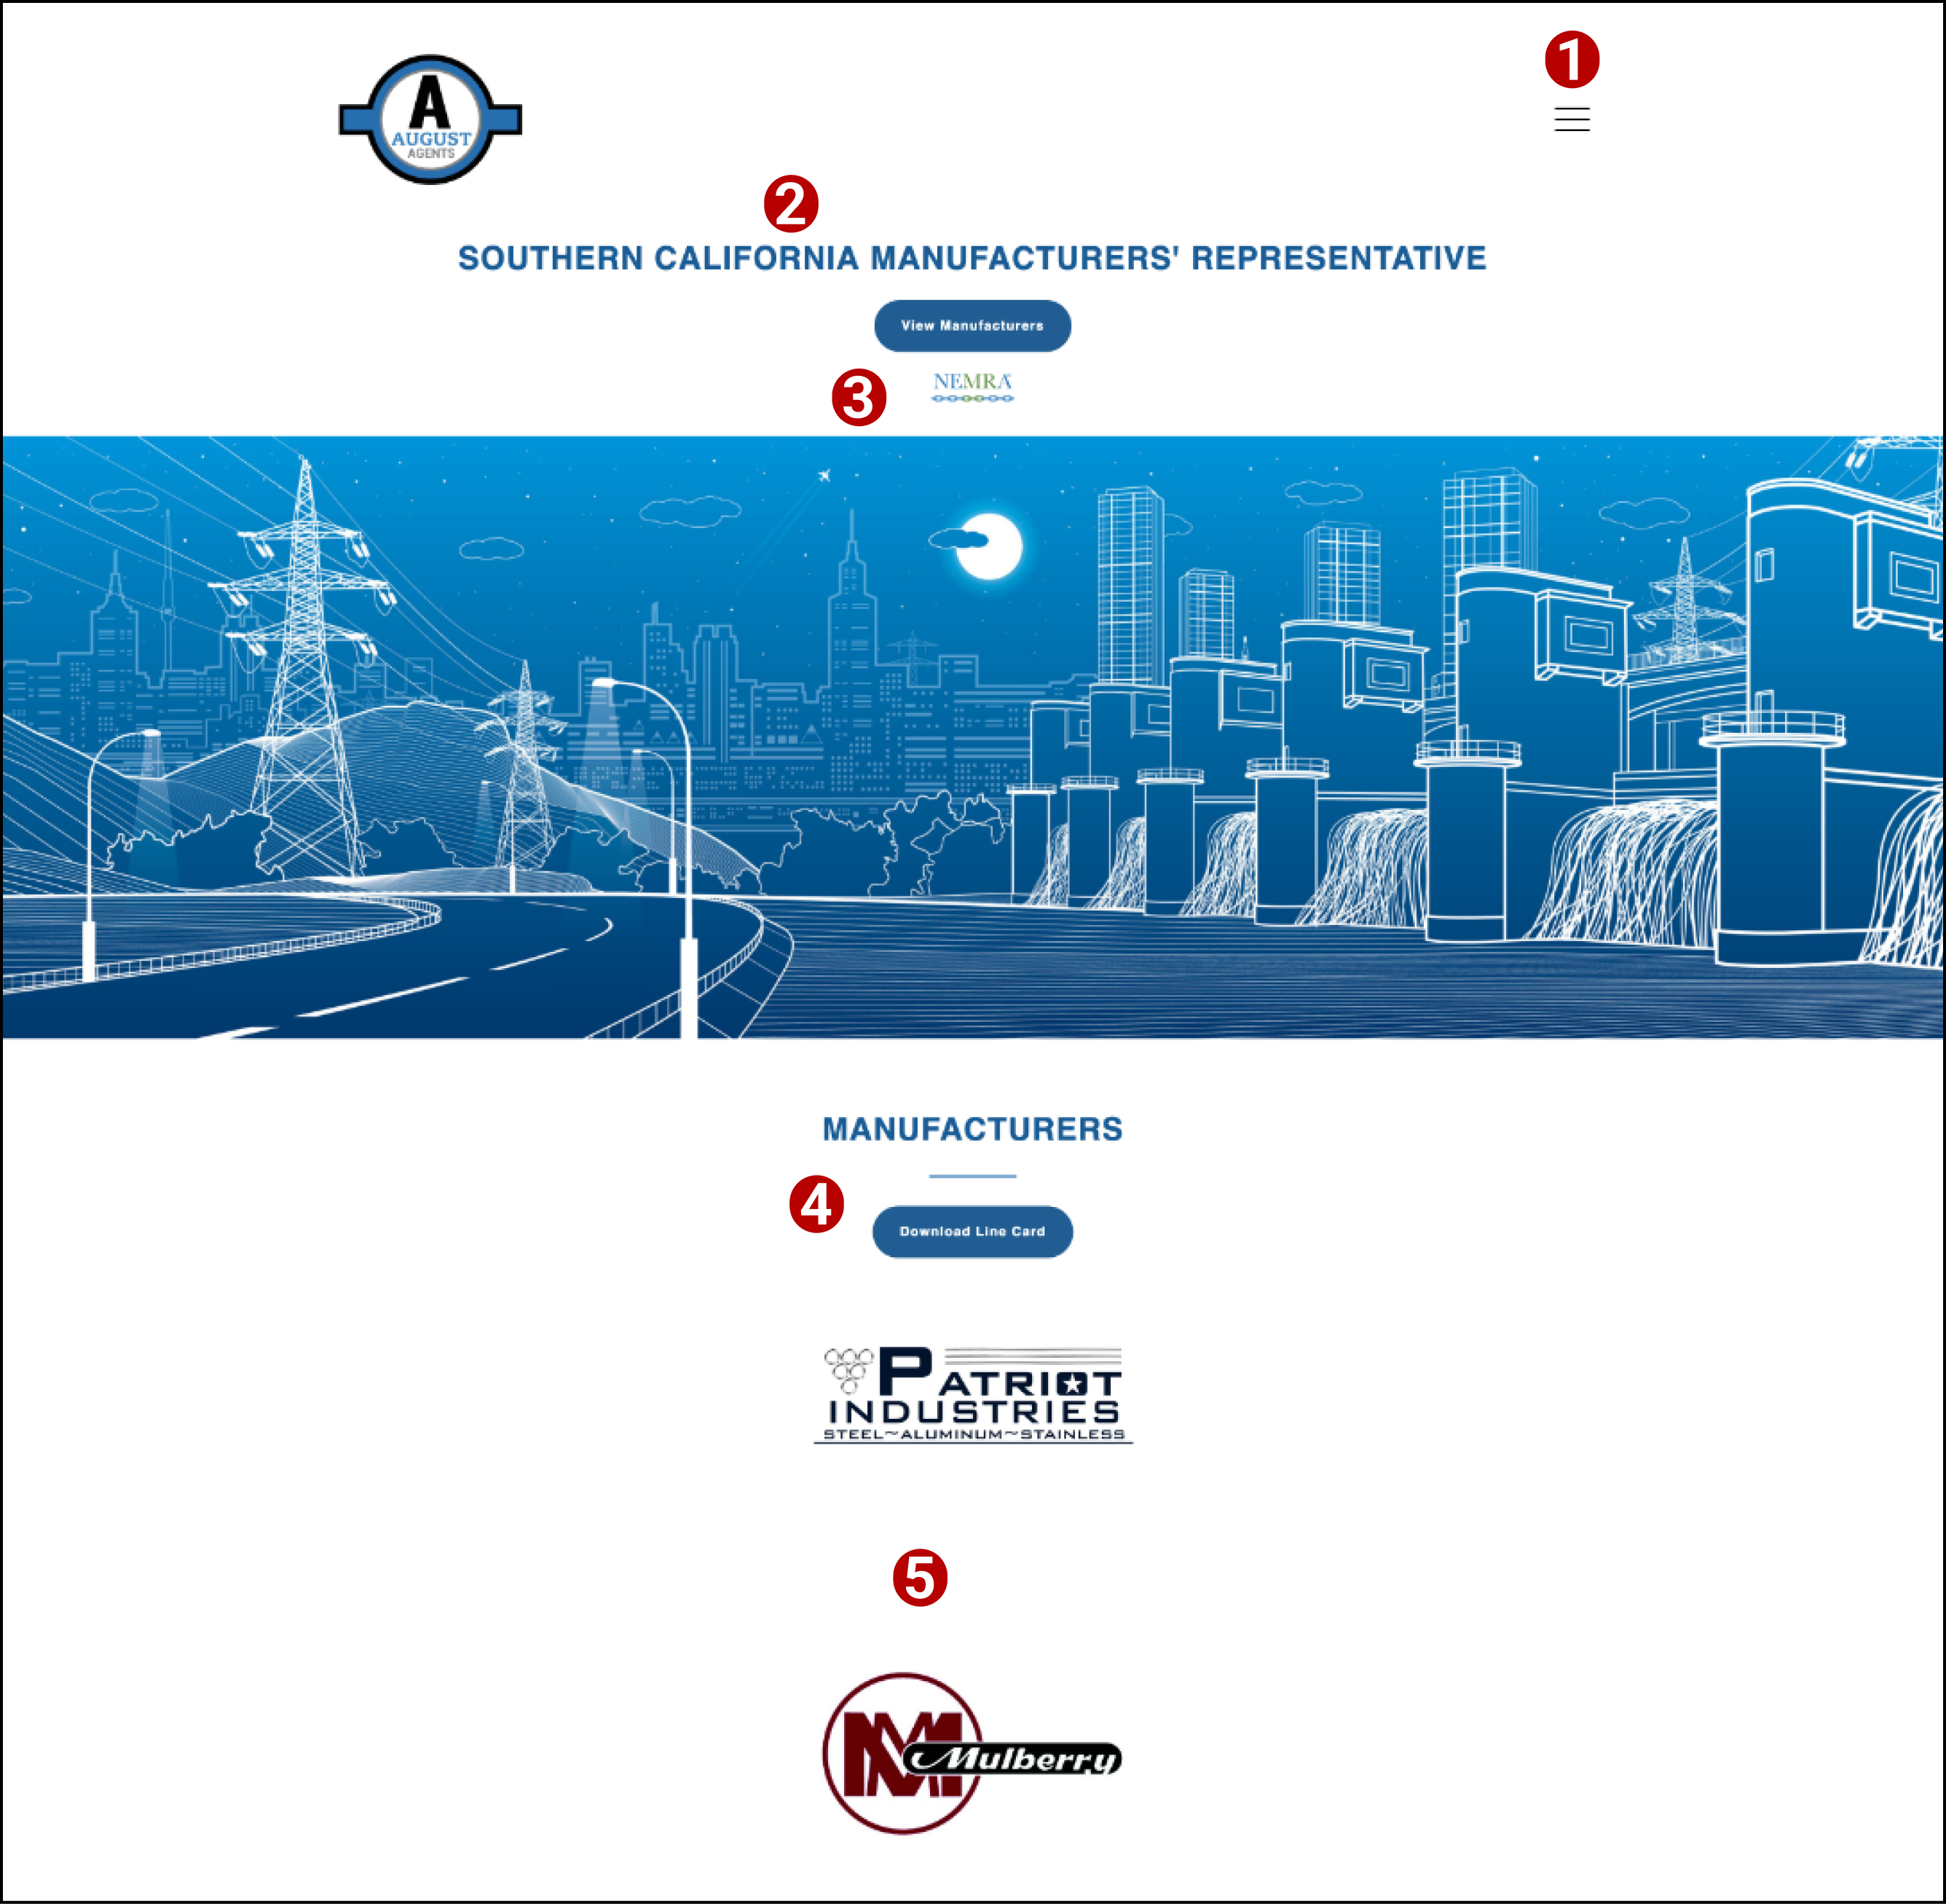 1
A
AUGUST
AGENTS
2
SOUTHERN CALIFORNIA MANUFACTURERS' REPRESENTATIVE
View Manufacturers
3
NEMRA
MANUFACTURERS
4
Download Line Card
PATRIOT
INDUSTRIES
STEEL~ALUMINUM~STAINLESS
5
M Mulberry